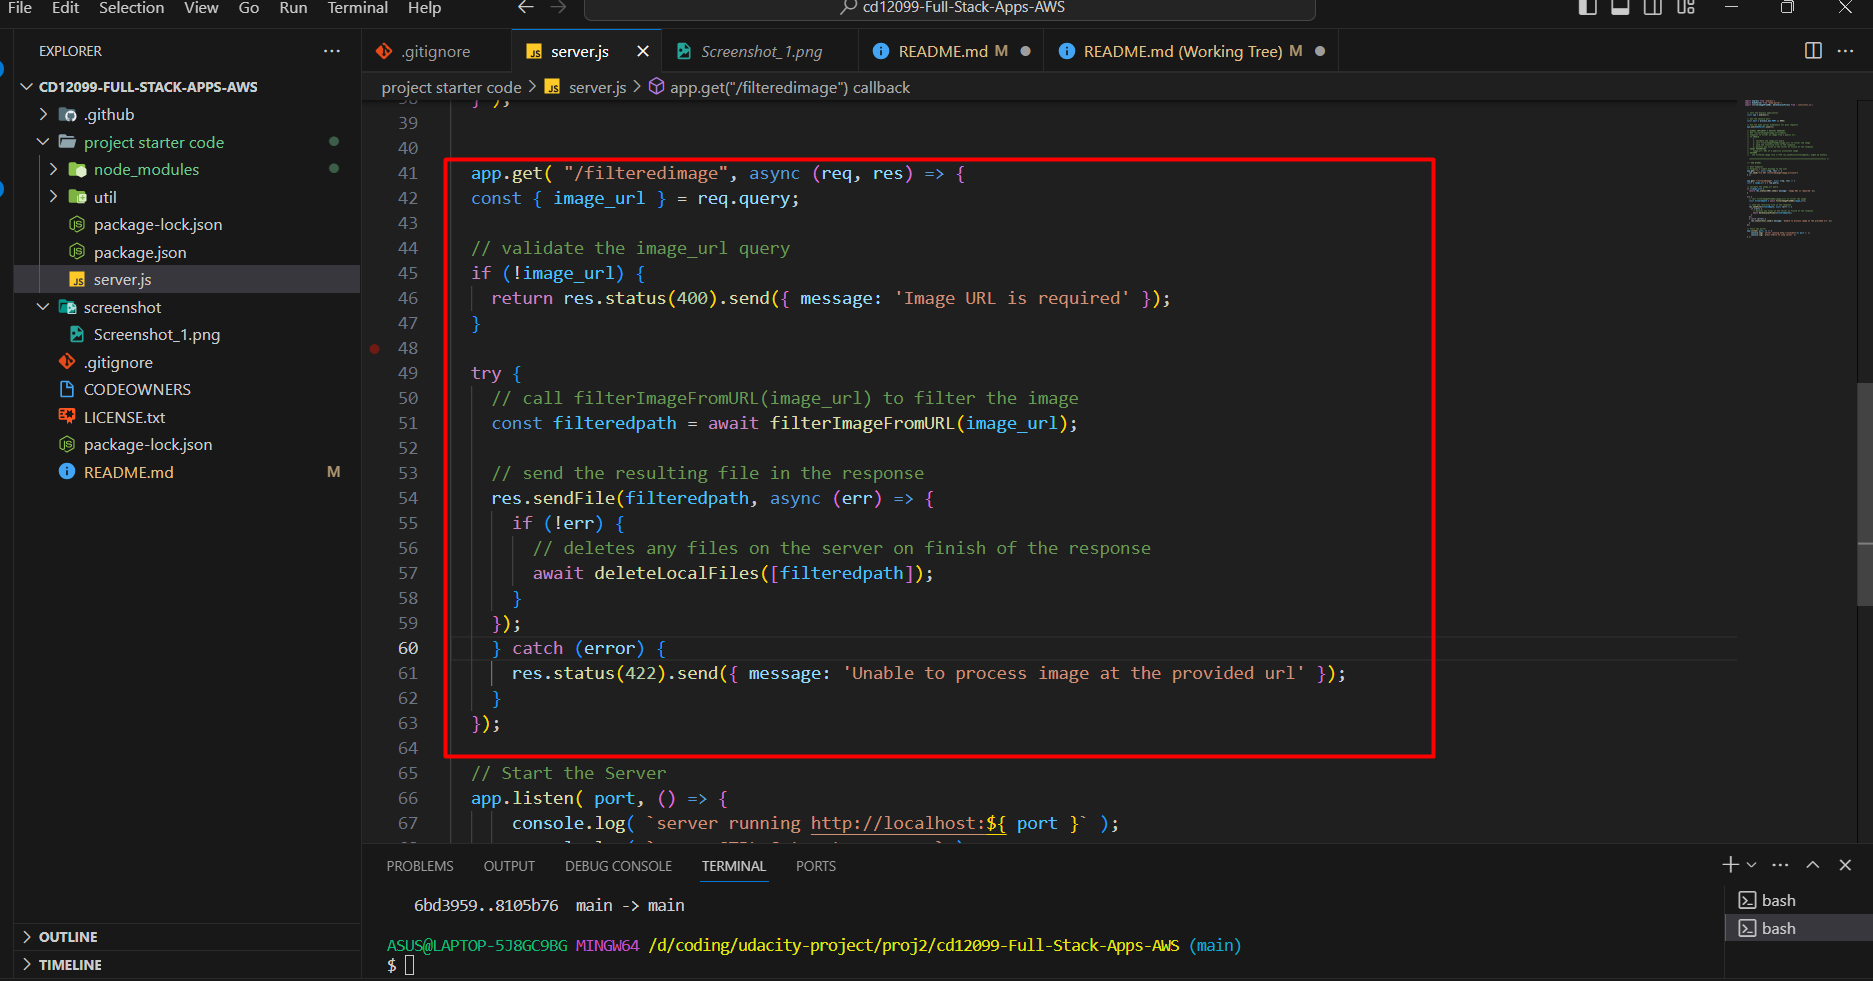 File Edit Selection View Go Run Terminal Help
cd12099-Full-Stack-Apps-AWS
EXPLORER
CD12099-FULL-STACK-APPS-AWS
.github
project starter code
node_modules
util
package-lock.json
package.json
server.js
screenshot
Screenshot_1.png
.gitignore
CODEOWNERS
LICENSE.txt
package-lock.json
README.md M
OUTLINE
TIMELINE
.gitignore
server.js
Screenshot_1.png
README.md M
README.md (Working Tree) M
project starter code > server.js > app.get("/filteredimage") callback
38 } );
39
40
41 app.get( "/filteredimage", async (req, res) => {
42 const { image_url } = req.query;
43
44 // validate the image_url query
45 if (!image_url) {
46 return res.status(400).send({ message: 'Image URL is required' });
47 }
48
49 try {
50 // call filterImageFromURL(image_url) to filter the image
51 const filteredpath = await filterImageFromURL(image_url);
52
53 // send the resulting file in the response
54 res.sendFile(filteredpath, async (err) => {
55 if (!err) {
56 // deletes any files on the server on finish of the response
57 await deleteLocalFiles([filteredpath]);
58 }
59 });
60 } catch (error) {
61 res.status(422).send({ message: 'Unable to process image at the provided url' });
62 }
63 });
64
65 // Start the Server
66 app.listen( port, () => {
67 console.log( `server running http://localhost:${ port }` );
PROBLEMS OUTPUT DEBUG CONSOLE TERMINAL PORTS
6bd3959..8105b76 main -> main
ASUS@LAPTOP-5J8GC9BG MINGW64 /d/coding/udacity-project/proj2/cd12099-Full-Stack-Apps-AWS (main)
$
bash
bash